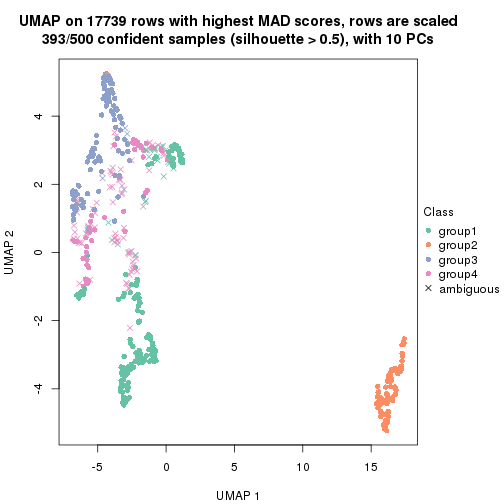 UMAP on 17739 rows with highest MAD scores, rows are scaled
393/500 confident samples (silhouette > 0.5), with 10 PCs
4
2
0
-2
-4
UMAP 2
-5 0 5 10 15
UMAP 1
Class
group1
group2
group3
group4
ambiguous